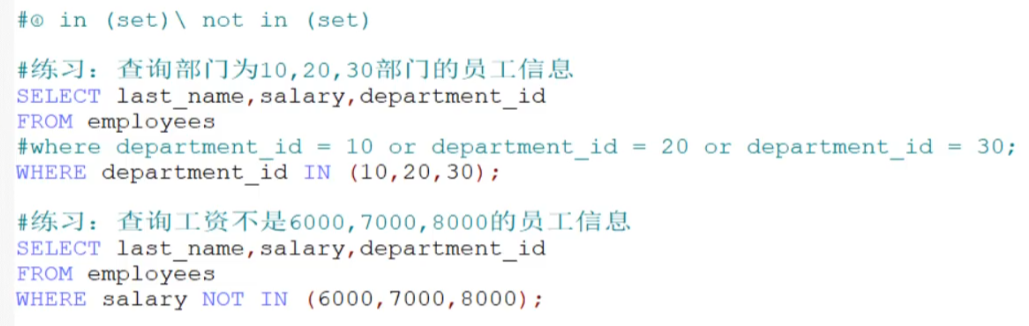 #④ in (set)\ not in (set)
#练习：查询部门为10,20,30部门的员工信息
SELECT last_name,salary,department_id
FROM employees
#where department_id = 10 or department_id = 20 or department_id = 30;
WHERE department_id IN (10,20,30);
#练习：查询工资不是6000,7000,8000的员工信息
SELECT last_name,salary,department_id
FROM employees
WHERE salary NOT IN (6000,7000,8000);